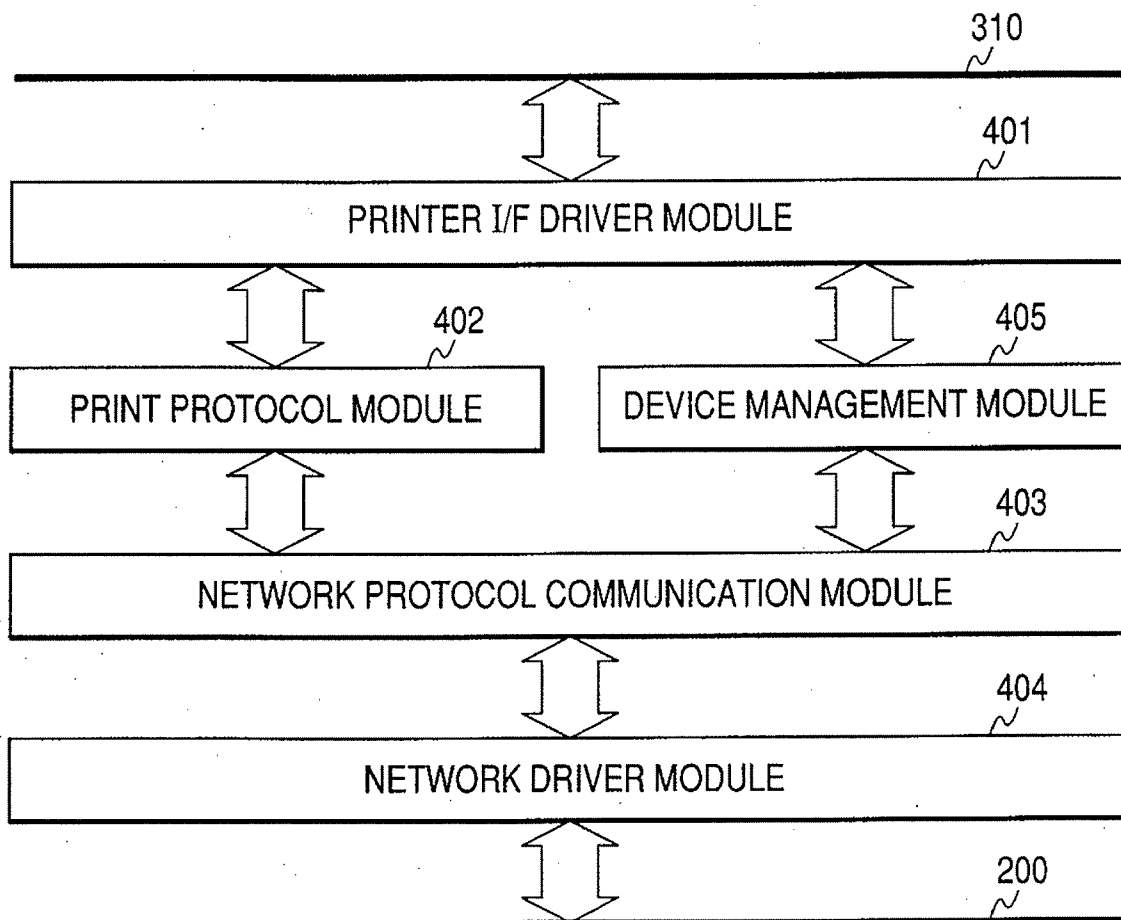 310
401
PRINTER I/F DRIVER MODULE
402
405
PRINT PROTOCOL MODULE
DEVICE MANAGEMENT MODULE
403
NETWORK PROTOCOL COMMUNICATION MODULE
404
NETWORK DRIVER MODULE
200